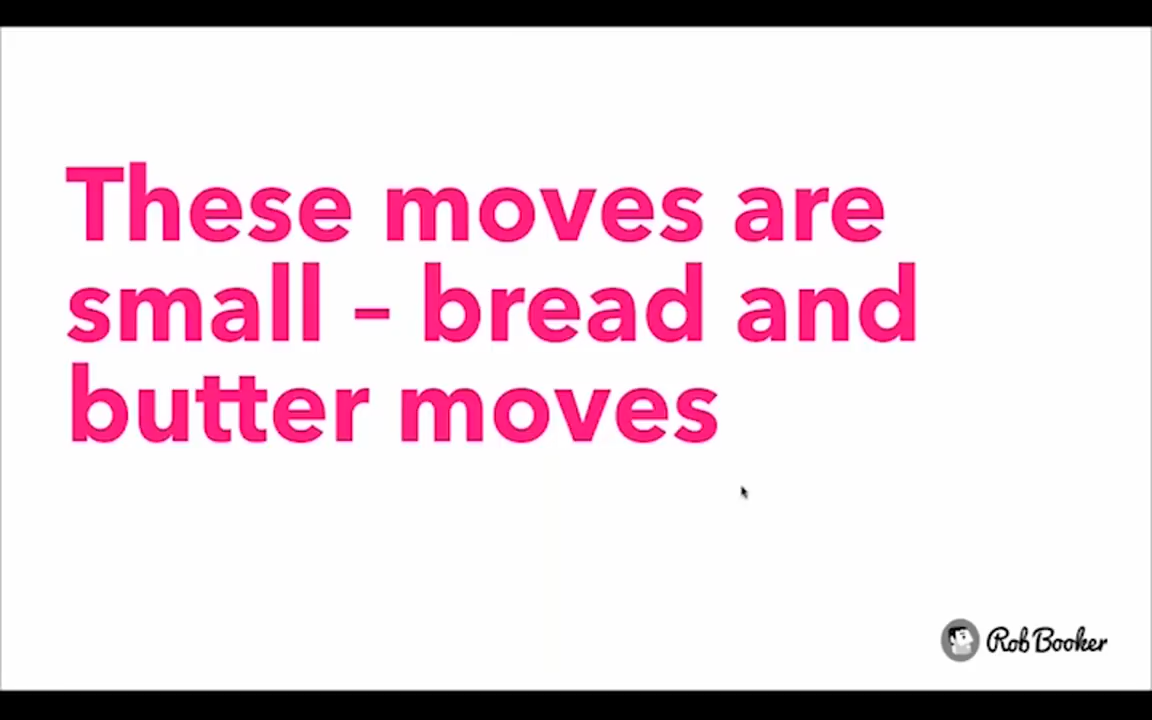 These moves are
small – bread and
butter moves
Rob Booker